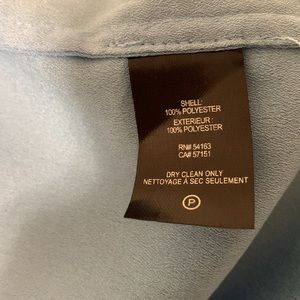 SHELL:
100% POLYESTER
EXTERIEUR :
100% POLYESTER
RN# 54163
CA# 57151
DRY CLEAN ONLY
NETTOYAGE À SEC SEULEMENT
P